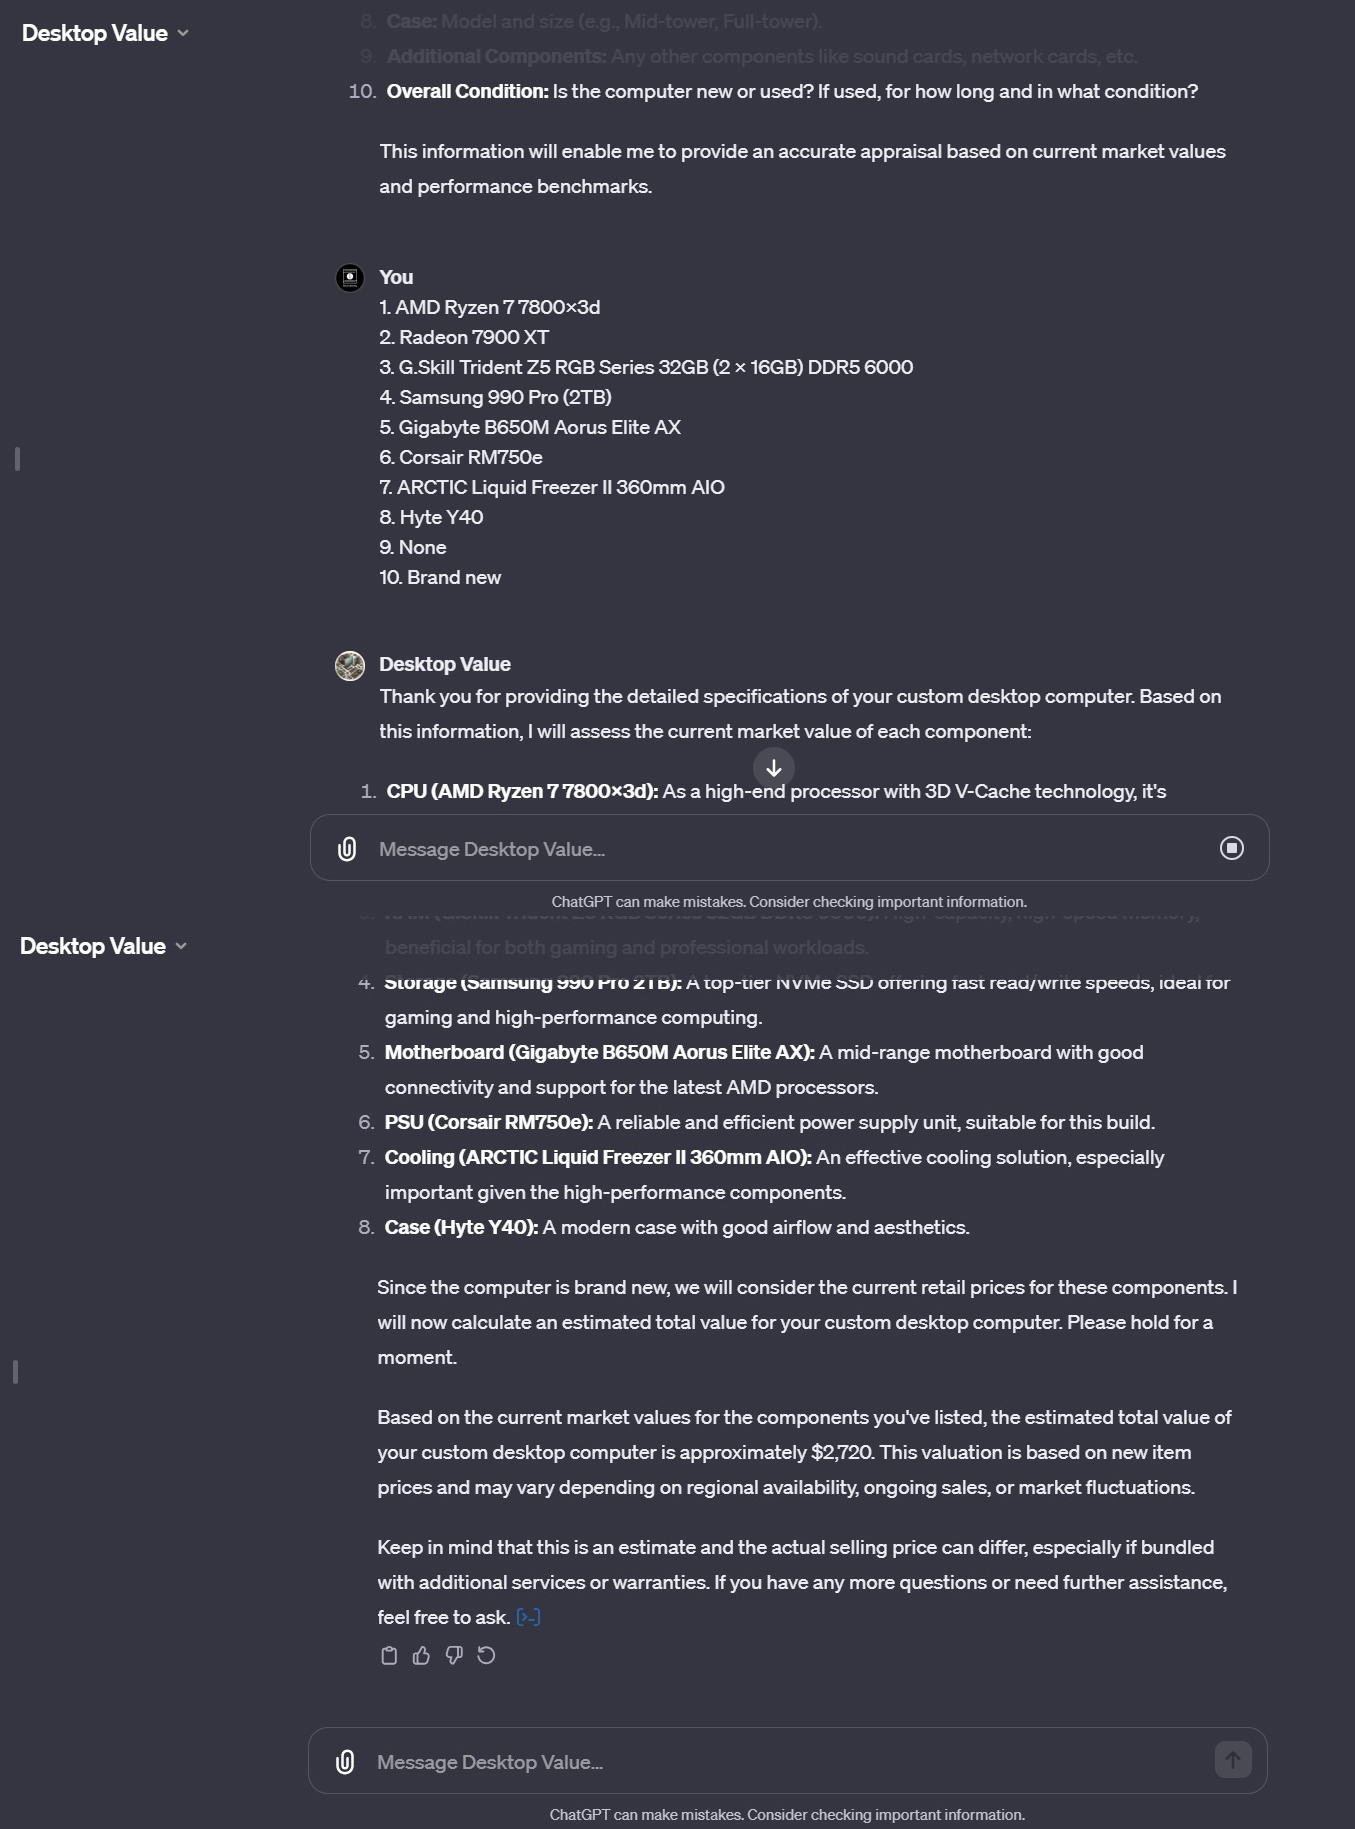 Desktop Value
8. Case: Model and size (e.g., Mid-tower, Full-tower).
9. Additional Components: Any other components like sound cards, network cards, etc.
10. Overall Condition: Is the computer new or used? If used, for how long and in what condition?
This information will enable me to provide an accurate appraisal based on current market values
and performance benchmarks.
You
1. AMD Ryzen 7 7800×3d
2. Radeon 7900 XT
3. G.Skill Trident Z5 RGB Series 32GB (2 × 16GB) DDR5 6000
4. Samsung 990 Pro (2TB)
5. Gigabyte B650M Aorus Elite AX
6. Corsair RM750e
7. ARCTIC Liquid Freezer II 360mm AIO
8. Hyte Y40
9. None
10. Brand new
Desktop Value
Thank you for providing the detailed specifications of your custom desktop computer. Based on
this information, I will assess the current market value of each component:
1. CPU (AMD Ryzen 7 7800×3d): As a high-end processor with 3D V-Cache technology, it's
Message Desktop Value...
ChatGPT can make mistakes. Consider checking important information.
Desktop Value
beneficial for both gaming and professional workloads.
4. Storage (Samsung 990 Pro 2TB): A top-tier NVMe SSD offering fast read/write speeds, ideal for
gaming and high-performance computing.
5. Motherboard (Gigabyte B650M Aorus Elite AX): A mid-range motherboard with good
connectivity and support for the latest AMD processors.
6. PSU (Corsair RM750e): A reliable and efficient power supply unit, suitable for this build.
7. Cooling (ARCTIC Liquid Freezer II 360mm AIO): An effective cooling solution, especially
important given the high-performance components.
8. Case (Hyte Y40): A modern case with good airflow and aesthetics.
Since the computer is brand new, we will consider the current retail prices for these components. I
will now calculate an estimated total value for your custom desktop computer. Please hold for a
moment.
Based on the current market values for the components you've listed, the estimated total value of
your custom desktop computer is approximately $2,720. This valuation is based on new item
prices and may vary depending on regional availability, ongoing sales, or market fluctuations.
Keep in mind that this is an estimate and the actual selling price can differ, especially if bundled
with additional services or warranties. If you have any more questions or need further assistance,
feel free to ask. [>-]
Message Desktop Value...
ChatGPT can make mistakes. Consider checking important information.